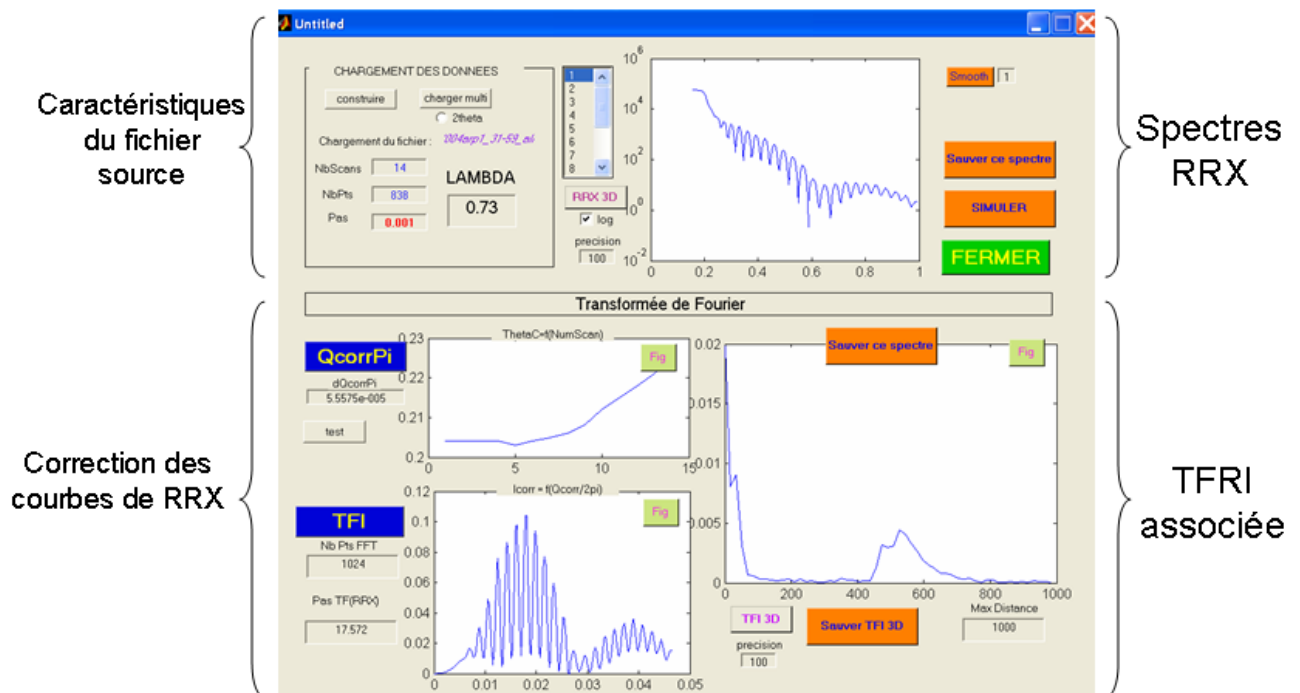 Untitled
Caractéristiques
du fichier
source
CHARGEMENT DES DONNEES
construire
charger multi
2theta
Chargement du fichier :
NbScans
14
NbPts
838
Pas
0.001
LAMBDA
0.73
1
2
3
4
5
6
7
8
RRX 3D
log
precision
100
10^6
10^4
10^2
10^0
10^-2
0 0.2 0.4 0.6 0.8 1
Smooth
1
Sauver ce spectre
SIMULER
FERMER
Spectres
RRX
Transformée de Fourier
Correction des
courbes de RRX
QcorrPi
dQcorrPi
5.5575e-005
test
ThetaC=f(NumScan)
Fig
0.23
0.22
0.21
0.2
0 5 10 15
TFI
Nb Pts FFT
1024
Pas TF(RRX)
17.572
Icorr = f(Qcorr/2pi)
Fig
0.12
0.1
0.08
0.06
0.04
0.02
0
0 0.01 0.02 0.03 0.04 0.05
Sauver ce spectre
Fig
0.02
0.015
0.01
0.005
0
0 200 400 600 800 1000
TFI 3D
precision
100
Sauver TFI 3D
Max Distance
1000
TFRI
associée